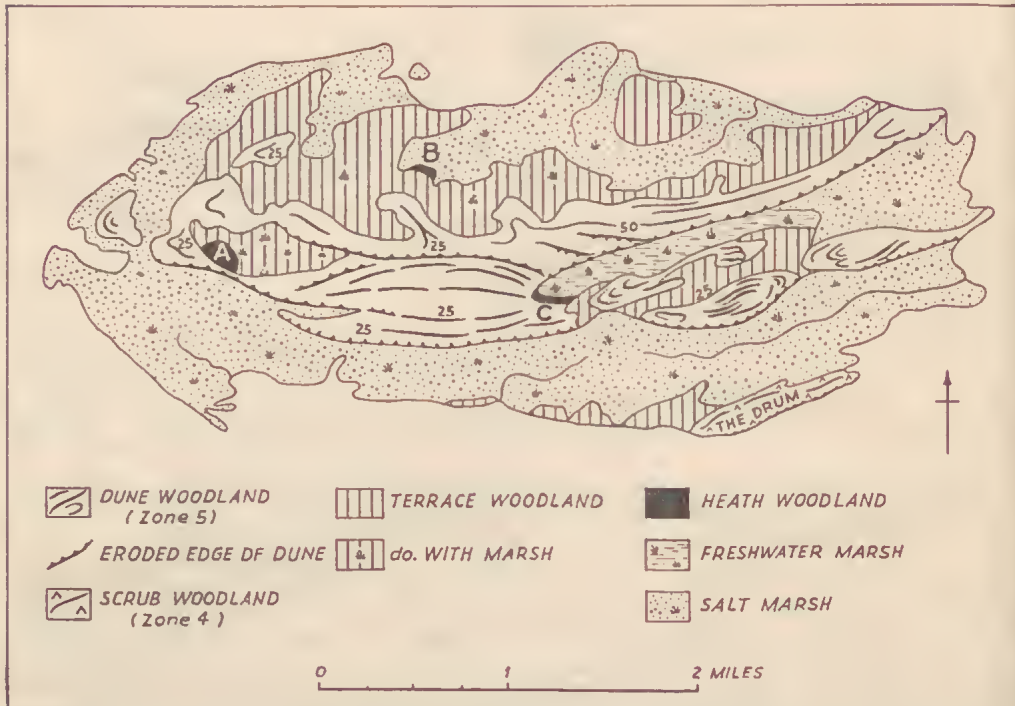 B
25
A
25
25
50
25
25
25
C
THE DRUM
DUNE WOODLAND
(Zone 5)
TERRACE WOODLAND
HEATH WOODLAND
ERODED EDGE OF DUNE
do. WITH MARSH
FRESHWATER MARSH
SCRUB WOODLAND
(Zone 4)
SALT MARSH
0 1 2 MILES